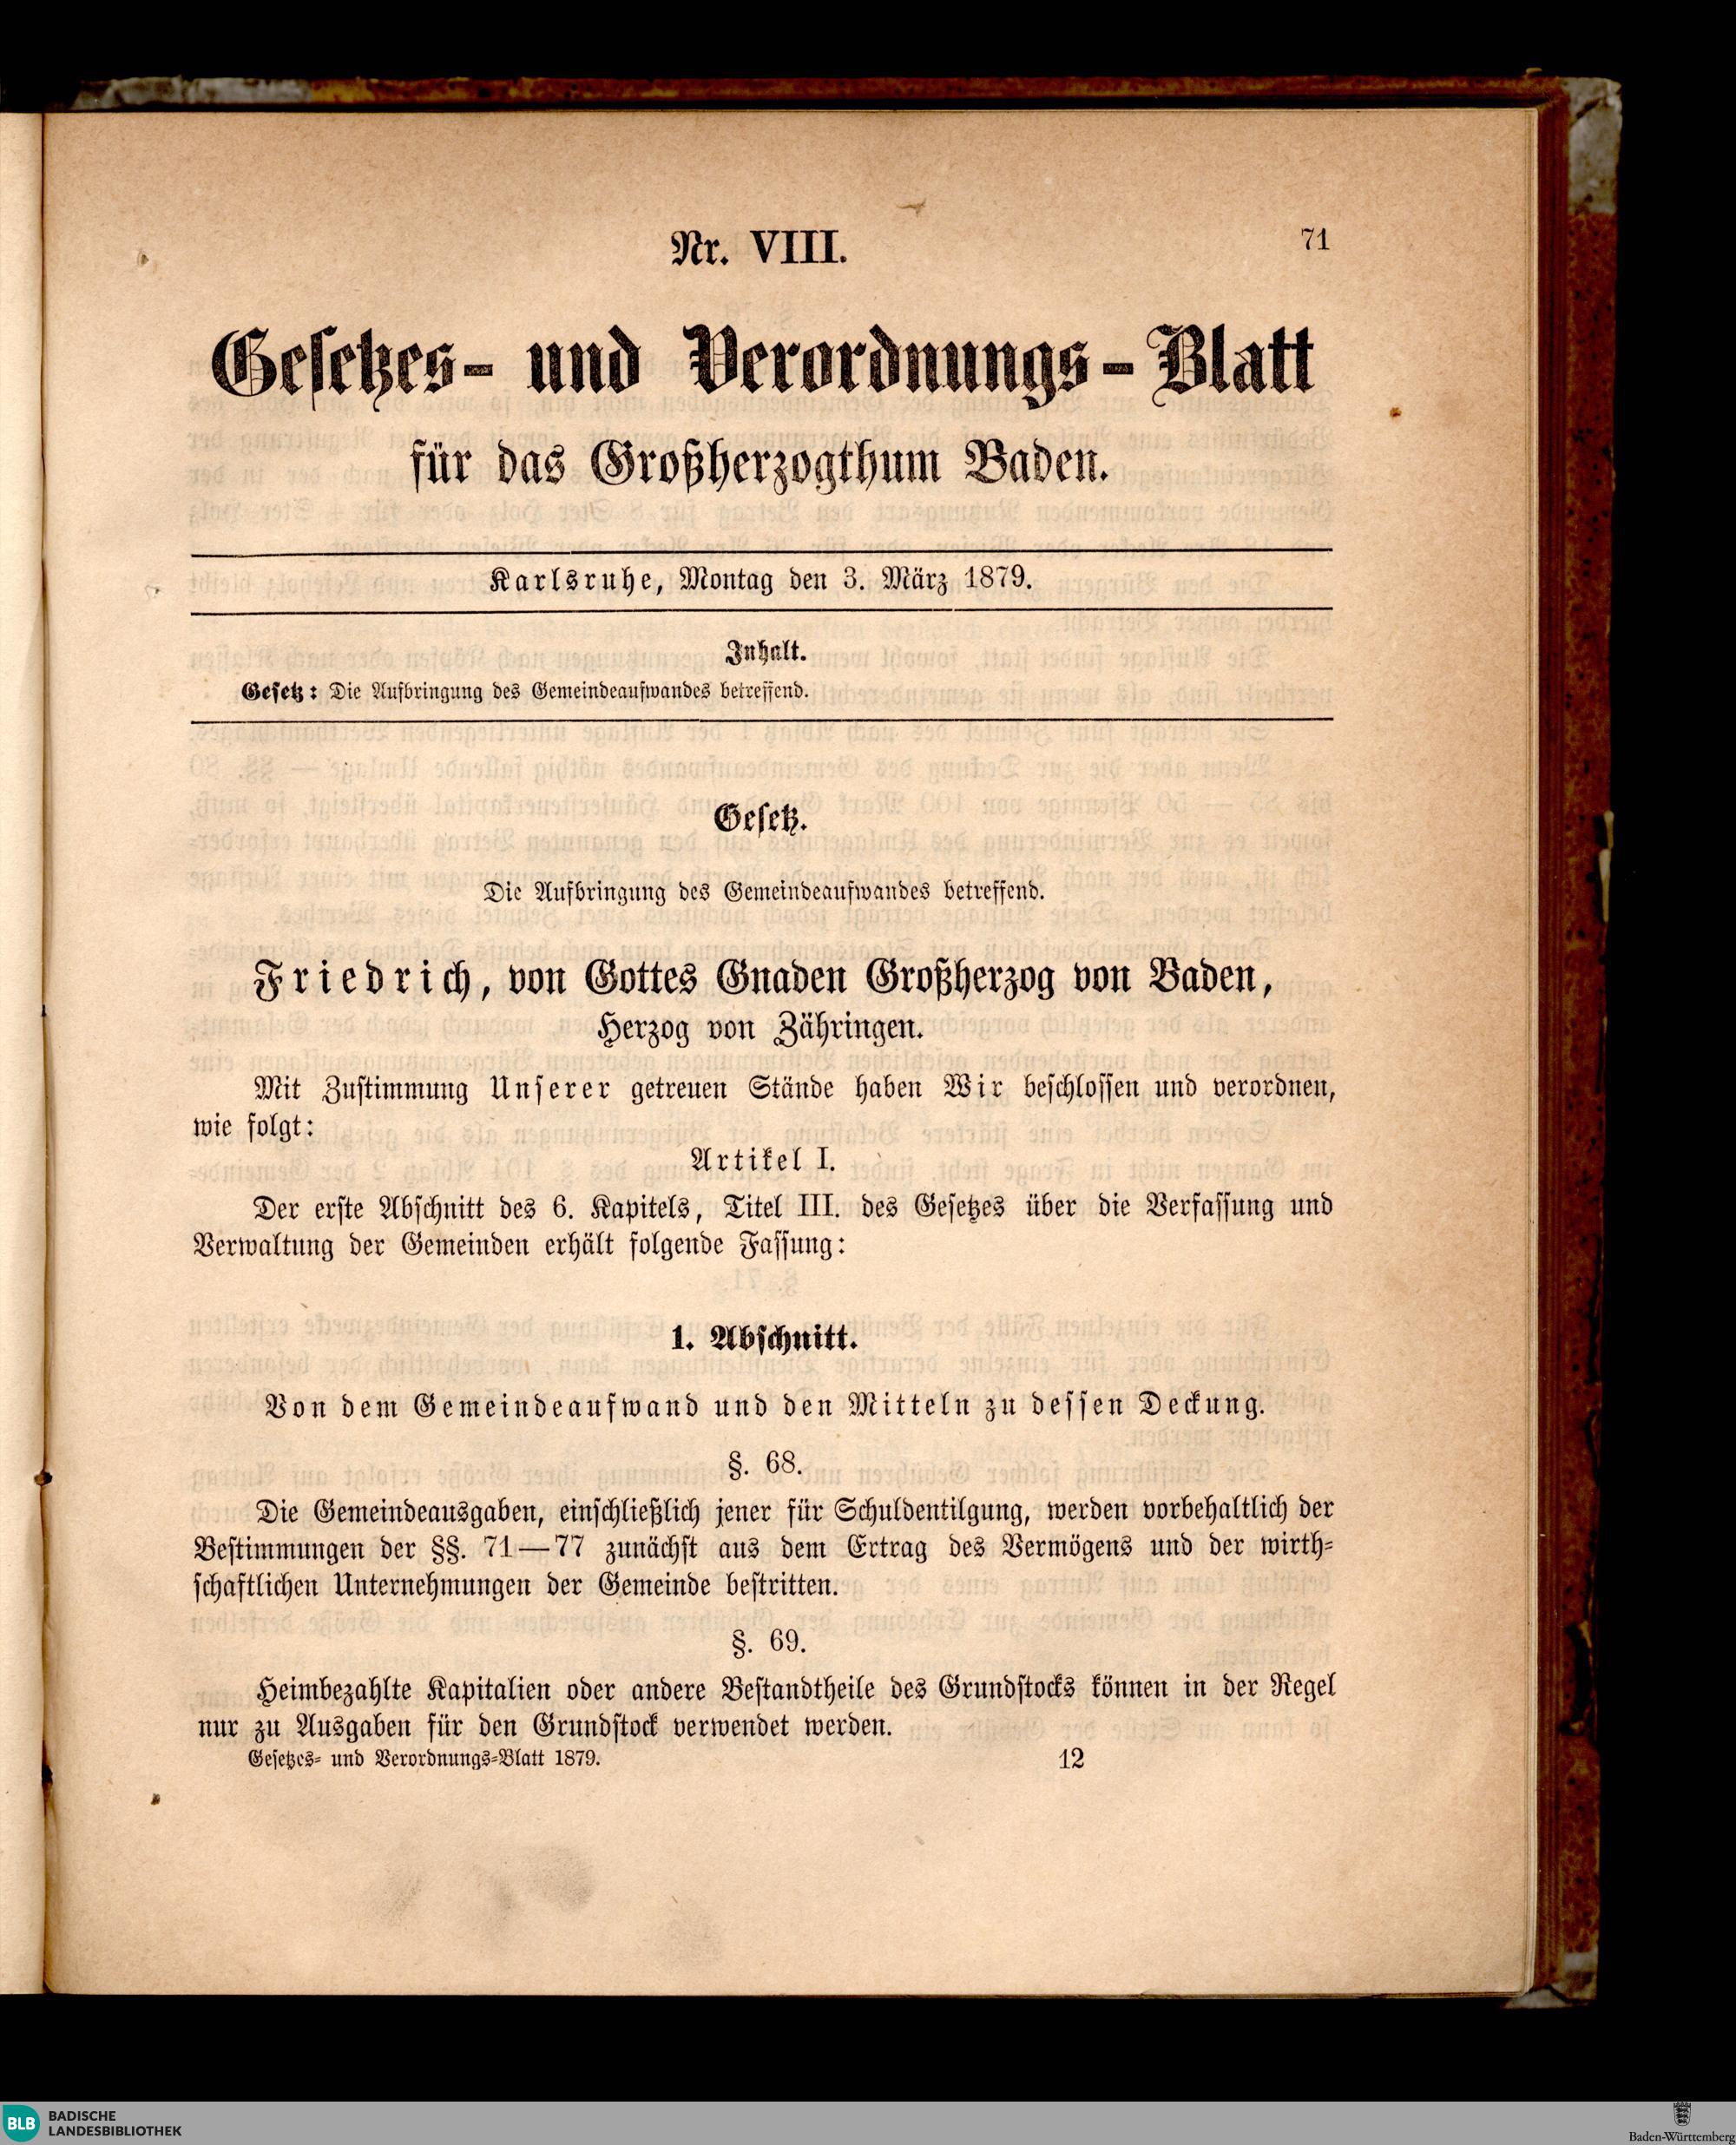 Nr. VIII.
71
Gesetzes- und Verordnungs-Blatt
für das Großherzogthum Baden.
Karlsruhe, Montag den 3. März 1879.
Inhalt.
Gesetz: Die Aufbringung des Gemeindeaufwandes betreffend.
Gesetz.
Die Aufbringung des Gemeindeaufwandes betreffend.
Friedrich, von Gottes Gnaden Großherzog von Baden,
Herzog von Zähringen.
Mit Zustimmung Unserer getreuen Stände haben Wir beschlossen und verordnen,
wie folgt:
Artikel I.
Der erste Abschnitt des 6. Kapitels, Titel III. des Gesetzes über die Verfassung und
Verwaltung der Gemeinden erhält folgende Fassung:
1. Abschnitt.
Von dem Gemeindeaufwand und den Mitteln zu dessen Deckung.
§. 68.
Die Gemeindeausgaben, einschließlich jener für Schuldentilgung, werden vorbehaltlich der
Bestimmungen der §§. 71—77 zunächst aus dem Ertrag des Vermögens und der wirth-
schaftlichen Unternehmungen der Gemeinde bestritten.
§. 69.
Heimbezahlte Kapitalien oder andere Bestandtheile des Grundstocks können in der Regel
nur zu Ausgaben für den Grundstock verwendet werden.
Gesetzes- und Verordnungs-Blatt 1879.
12
BLB
BADISCHE
LANDESBIBLIOTHEK
Baden-Württemberg